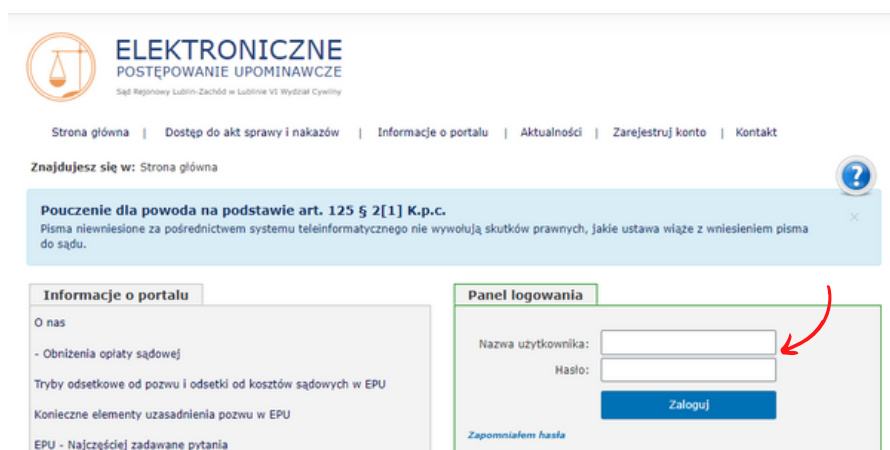 ELEKTRONICZNE
POSTĘPOWANIE UPOMINAWCZE
Sąd Rejonowy Lublin-Zachód w Lublinie VI Wydział Cywilny
Strona główna | Dostęp do akt sprawy i nakazów | Informacje o portalu | Aktualności | Zarejestruj konto | Kontakt
Znajdujesz się w: Strona główna
?
Pouczenie dla powoda na podstawie art. 125 § 2[1] K.p.c.
Pisma niewniesione za pośrednictwem systemu teleinformatycznego nie wywołują skutków prawnych, jakie ustawa wiąże z wniesieniem pisma
do sądu.
Informacje o portalu
O nas
- Obniżenia opłaty sądowej
Tryby odsetkowe od pozwu i odsetki od kosztów sądowych w EPU
Konieczne elementy uzasadnienia pozwu w EPU
EPU - Najczęściej zadawane pytania
Panel logowania
Nazwa użytkownika:
Hasło:
Zaloguj
Zapomniałem hasła